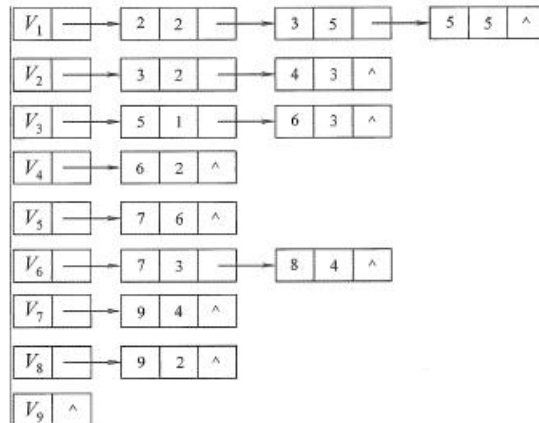 V₁ 2 2 3 5 5 5 ^
V₂ 3 2 4 3 ^
V₃ 5 1 6 3 ^
V₄ 6 2 ^
V₅ 7 6 ^
V₆ 7 3 8 4 ^
V₇ 9 4 ^
V₈ 9 2 ^
V₉ ^